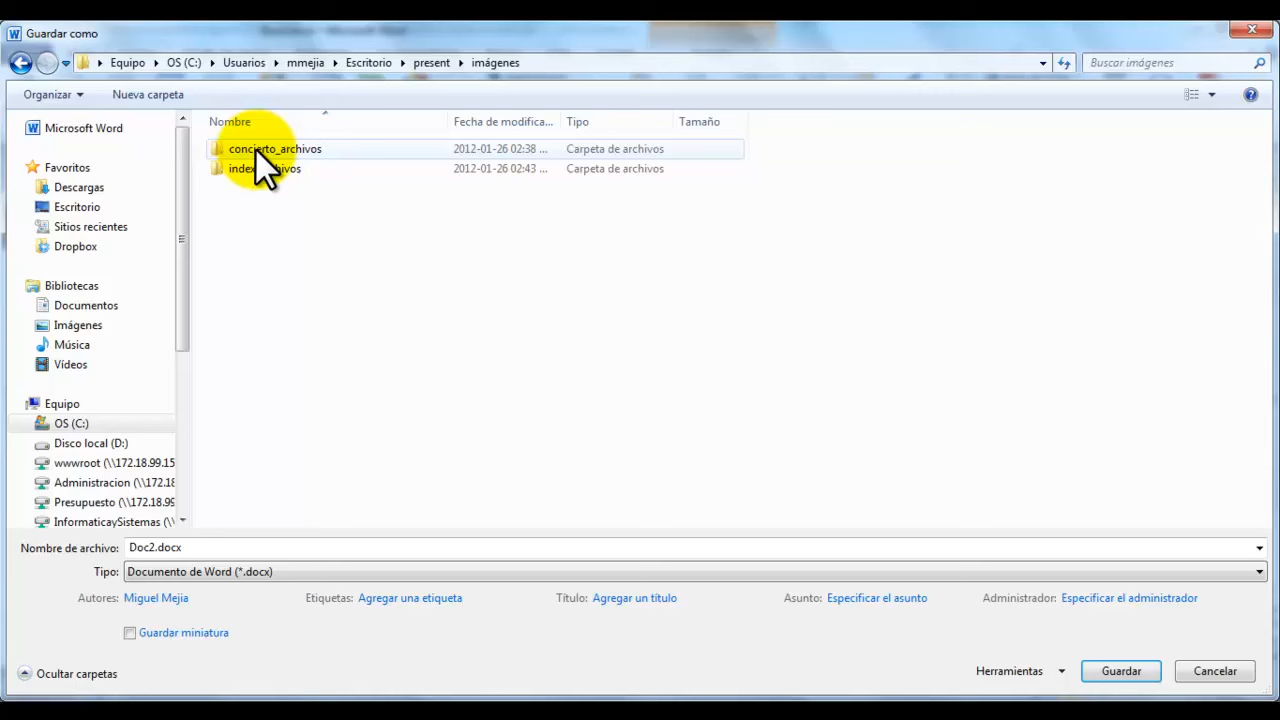 Guardar como
Equipo OS (C:) Usuarios mmejia Escritorio present imágenes
Buscar imágenes
Organizar Nueva carpeta
Nombre Fecha de modifica... Tipo Tamaño
concierto_archivos 2012-01-26 02:38 ... Carpeta de archivos
2012-01-26 02:43 ... Carpeta de archivos
Microsoft Word
Favoritos
Descargas
Escritorio
Sitios recientes
Dropbox
Bibliotecas
Documentos
Imágenes
Música
Vídeos
Equipo
OS (C:)
Disco local (D:)
wwwroot (\\172.18.99.15
Administracion (\\172.18
Presupuesto (\\172.18.99
InformaticaySistemas (\\
Nombre de archivo: Doc2.docx
Tipo: Documento de Word (*.docx)
Autores: Miguel Mejia Etiquetas: Agregar una etiqueta Título: Agregar un título Asunto: Especificar el asunto Administrador: Especificar el administrador
Guardar miniatura
Ocultar carpetas Herramientas Guardar Cancelar